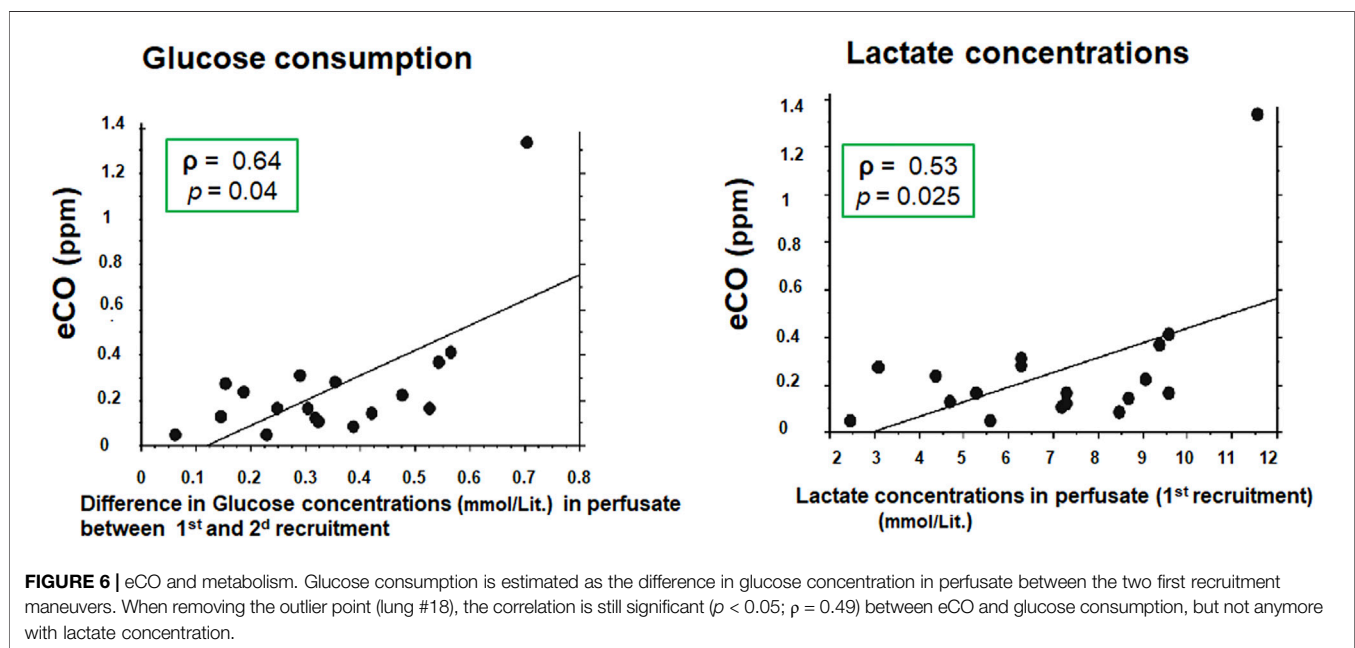 Glucose consumption
1.4
1.2
1
0.8
0.6
0.4
0.2
0
eCO (ppm)
ρ = 0.64
p = 0.04
0 0.1 0.2 0.3 0.4 0.5 0.6 0.7 0.8
Difference in Glucose concentrations (mmol/Lit.) in perfusate
between 1st and 2d recruitment
Lactate concentrations
1.4
1.2
1
0.8
0.6
0.4
0.2
0
eCO (ppm)
ρ = 0.53
p = 0.025
2 3 4 5 6 7 8 9 10 11 12
Lactate concentrations in perfusate (1st recruitment)
(mmol/Lit.)
FIGURE 6 | eCO and metabolism. Glucose consumption is estimated as the difference in glucose concentration in perfusate between the two first recruitment
maneuvers. When removing the outlier point (lung #18), the correlation is still significant (p < 0.05; ρ = 0.49) between eCO and glucose consumption, but not anymore
with lactate concentration.